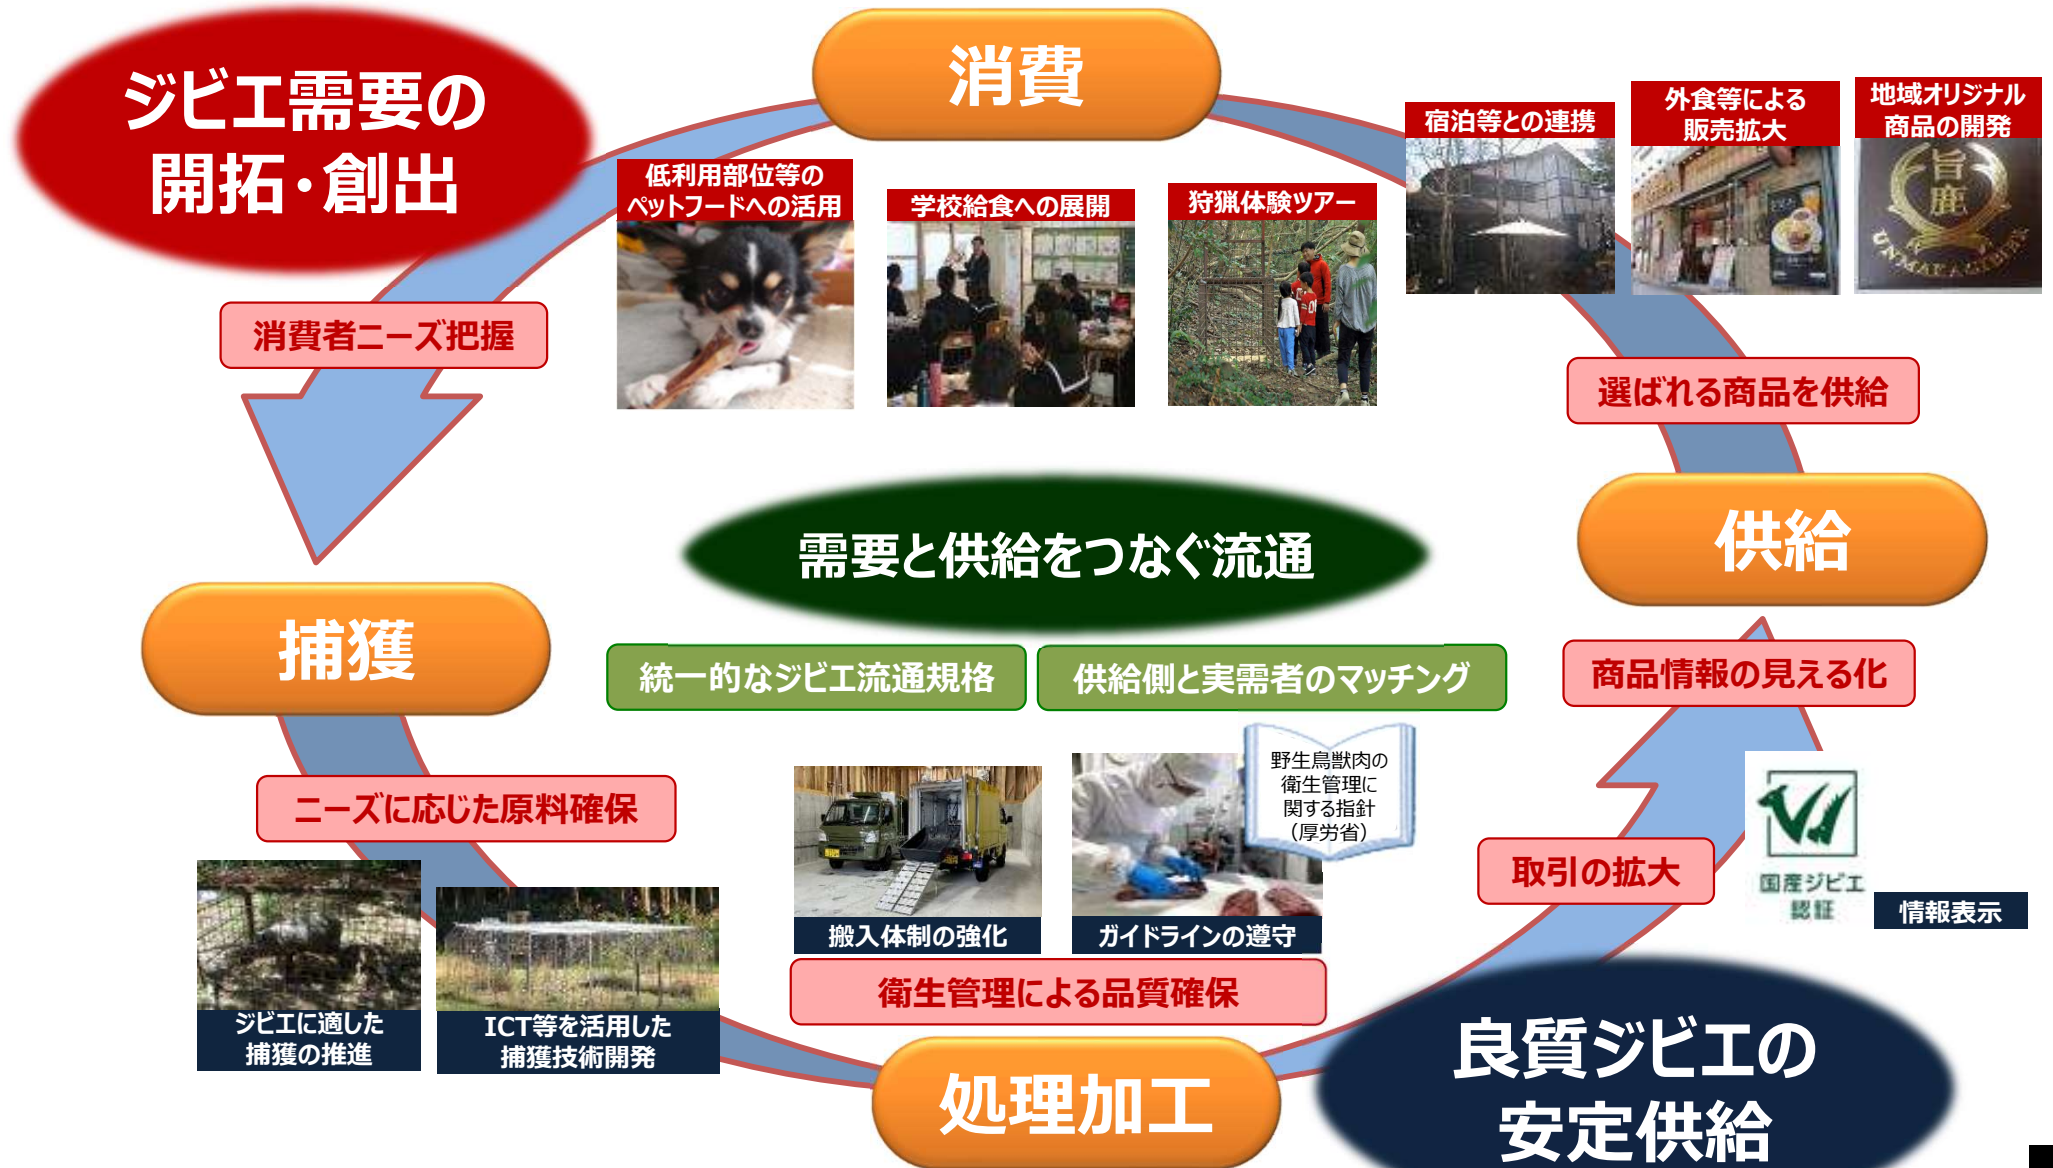 ジビエ需要の
開拓・創出
消費
低利用部位等の
ペットフードへの活用
学校給食への展開
狩猟体験ツアー
宿泊等との連携
外食等による
販売拡大
地域オリジナル
商品の開発
旨
鹿
消費者ニーズ把握
選ばれる商品を供給
需要と供給をつなぐ流通
供給
捕獲
統一的なジビエ流通規格
供給側と実需者のマッチング
商品情報の見える化
ニーズに応じた原料確保
野生鳥獣肉の
衛生管理に
関する指針
（厚労省）
取引の拡大
国産ジビエ
認証
情報表示
搬入体制の強化
ガイドラインの遵守
衛生管理による品質確保
ジビエに適した
捕獲の推進
ICT等を活用した
捕獲技術開発
処理加工
良質ジビエの
安定供給